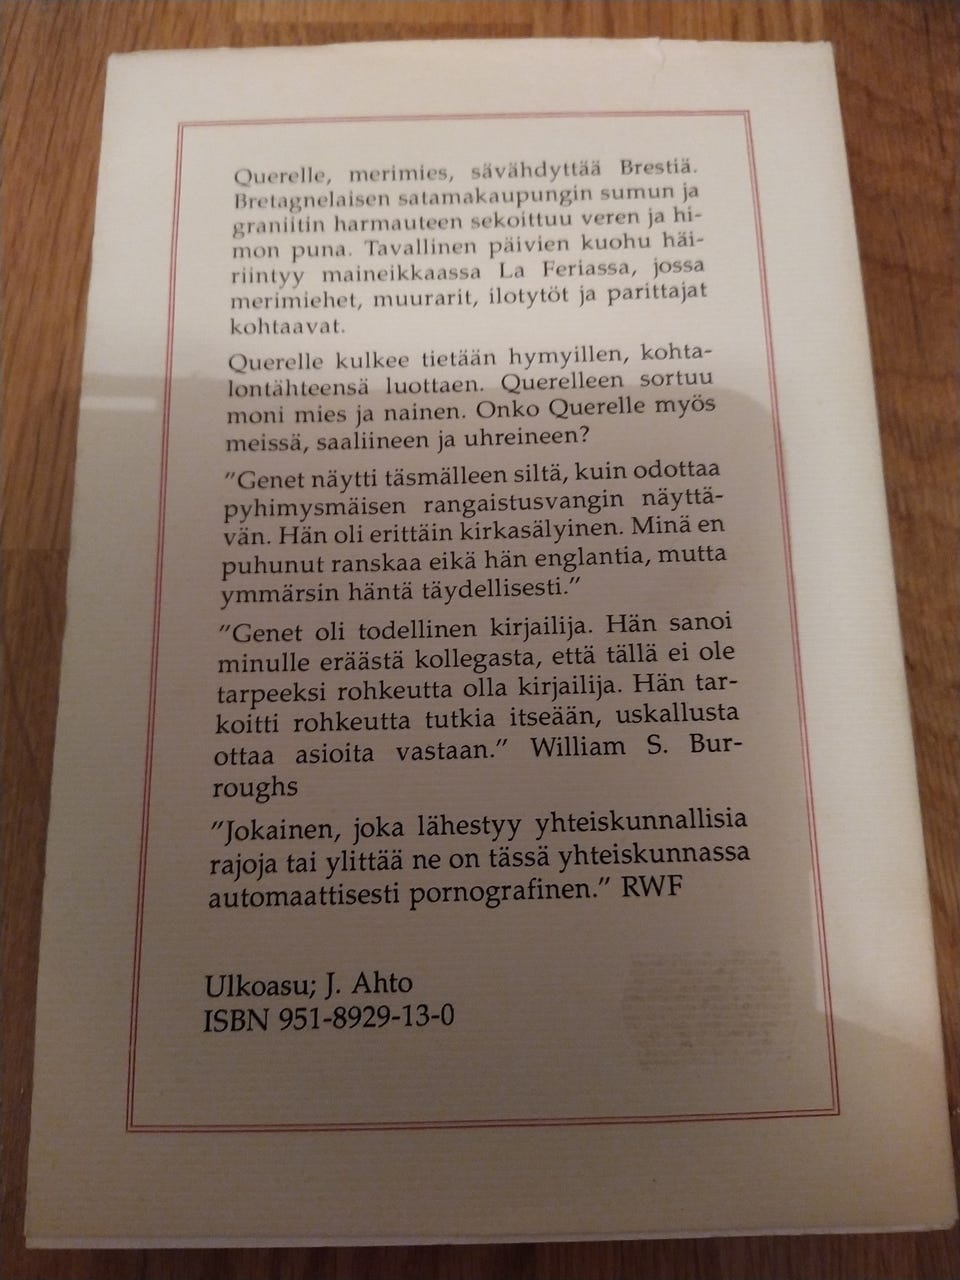 Querelle, merimies, sävähdyttää Brestiä.
Bretagnelaisen satamakaupungin sumun ja
graniitin harmauteen sekoittuu veren ja hi-
mon puna. Tavallinen päivien kuohu häi-
riintyy maineikkaassa La Feriassa, jossa
merimiehet, muurarit, ilotytöt ja parittajat
kohtaavat.
Querelle kulkee tietään hymyillen, kohta-
lontähteensä luottaen. Querelleen sortuu
moni mies ja nainen. Onko Querelle myös
meissä, saaliineen ja uhreineen?
"Genet näytti täsmälleen siltä, kuin odottaa
pyhimysmäisen rangaistusvangin näyttä-
vän. Hän oli erittäin kirkasälyinen. Minä en
puhunut ranskaa eikä hän englantia, mutta
ymmärsin häntä täydellisesti."
"Genet oli todellinen kirjailija. Hän sanoi
minulle eräästä kollegasta, että tällä ei ole
tarpeeksi rohkeutta olla kirjailija. Hän tar-
koitti rohkeutta tutkia itseään, uskallusta
ottaa asioita vastaan." William S. Bur-
roughs
"Jokainen, joka lähestyy yhteiskunnallisia
rajoja tai ylittää ne on tässä yhteiskunnassa
automaattisesti pornografinen." RWF
Ulkoasu; J. Ahto
ISBN 951-8929-13-0